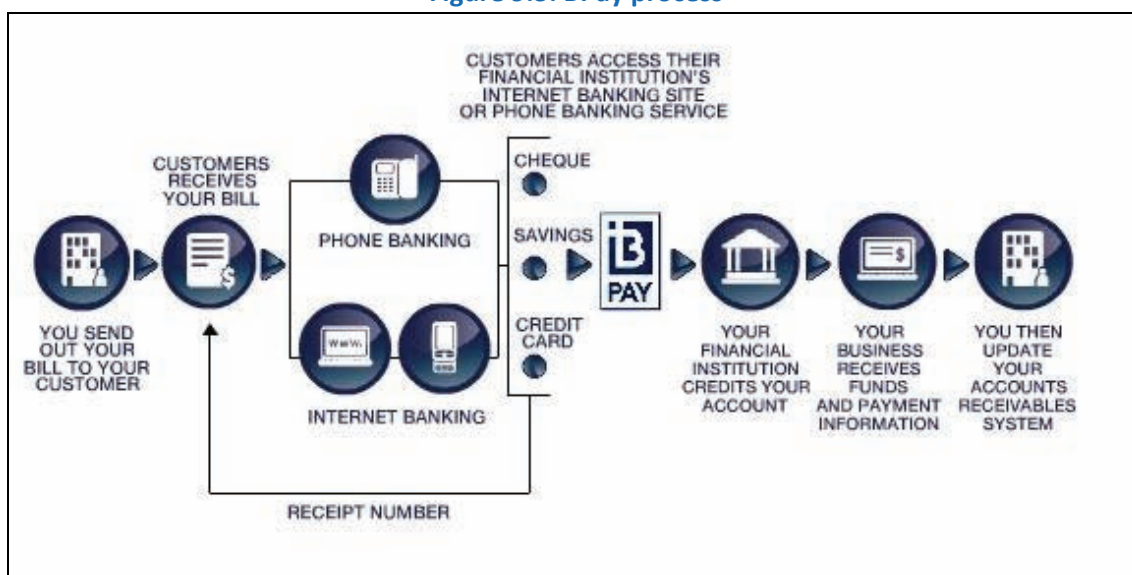 CUSTOMERS ACCESS THEIR
FINANCIAL INSTITUTION'S
INTERNET BANKING SITE
OR PHONE BANKING SERVICE
CUSTOMERS
RECEIVES
YOUR BILL
CHEQUE
PHONE BANKING
SAVINGS
B
PAY
YOU SEND
OUT YOUR
BILL TO YOUR
CUSTOMER
www.
$
$
CREDIT
CARD
INTERNET BANKING
YOUR
FINANCIAL
INSTITUTION
CREDITS YOUR
ACCOUNT
YOUR
BUSINESS
RECEIVES
FUNDS
AND PAYMENT
INFORMATION
YOU THEN
UPDATE
YOUR
ACCOUNTS
RECEIVABLES
SYSTEM
RECEIPT NUMBER